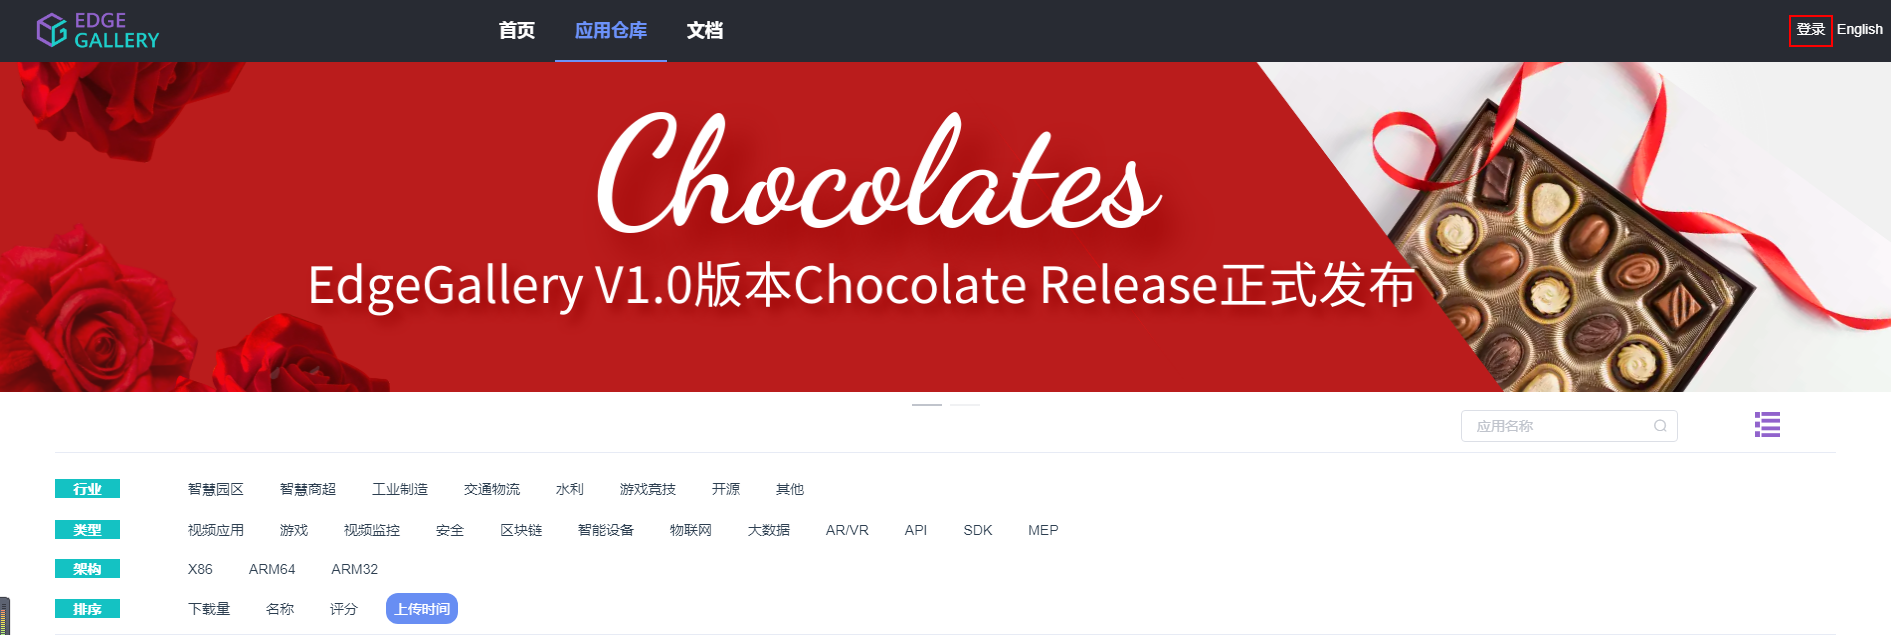 EDGE
GALLERY
首页 应用仓库 文档 登录 English
Chocolates
EdgeGallery V1.0版本Chocolate Release正式发布
应用名称
行业 智慧园区 智慧商超 工业制造 交通物流 水利 游戏竞技 开源 其他
类型 视频应用 游戏 视频监控 安全 区块链 智能设备 物联网 大数据 AR/VR API SDK MEP
架构 X86 ARM64 ARM32
排序 下载量 名称 评分 上传时间